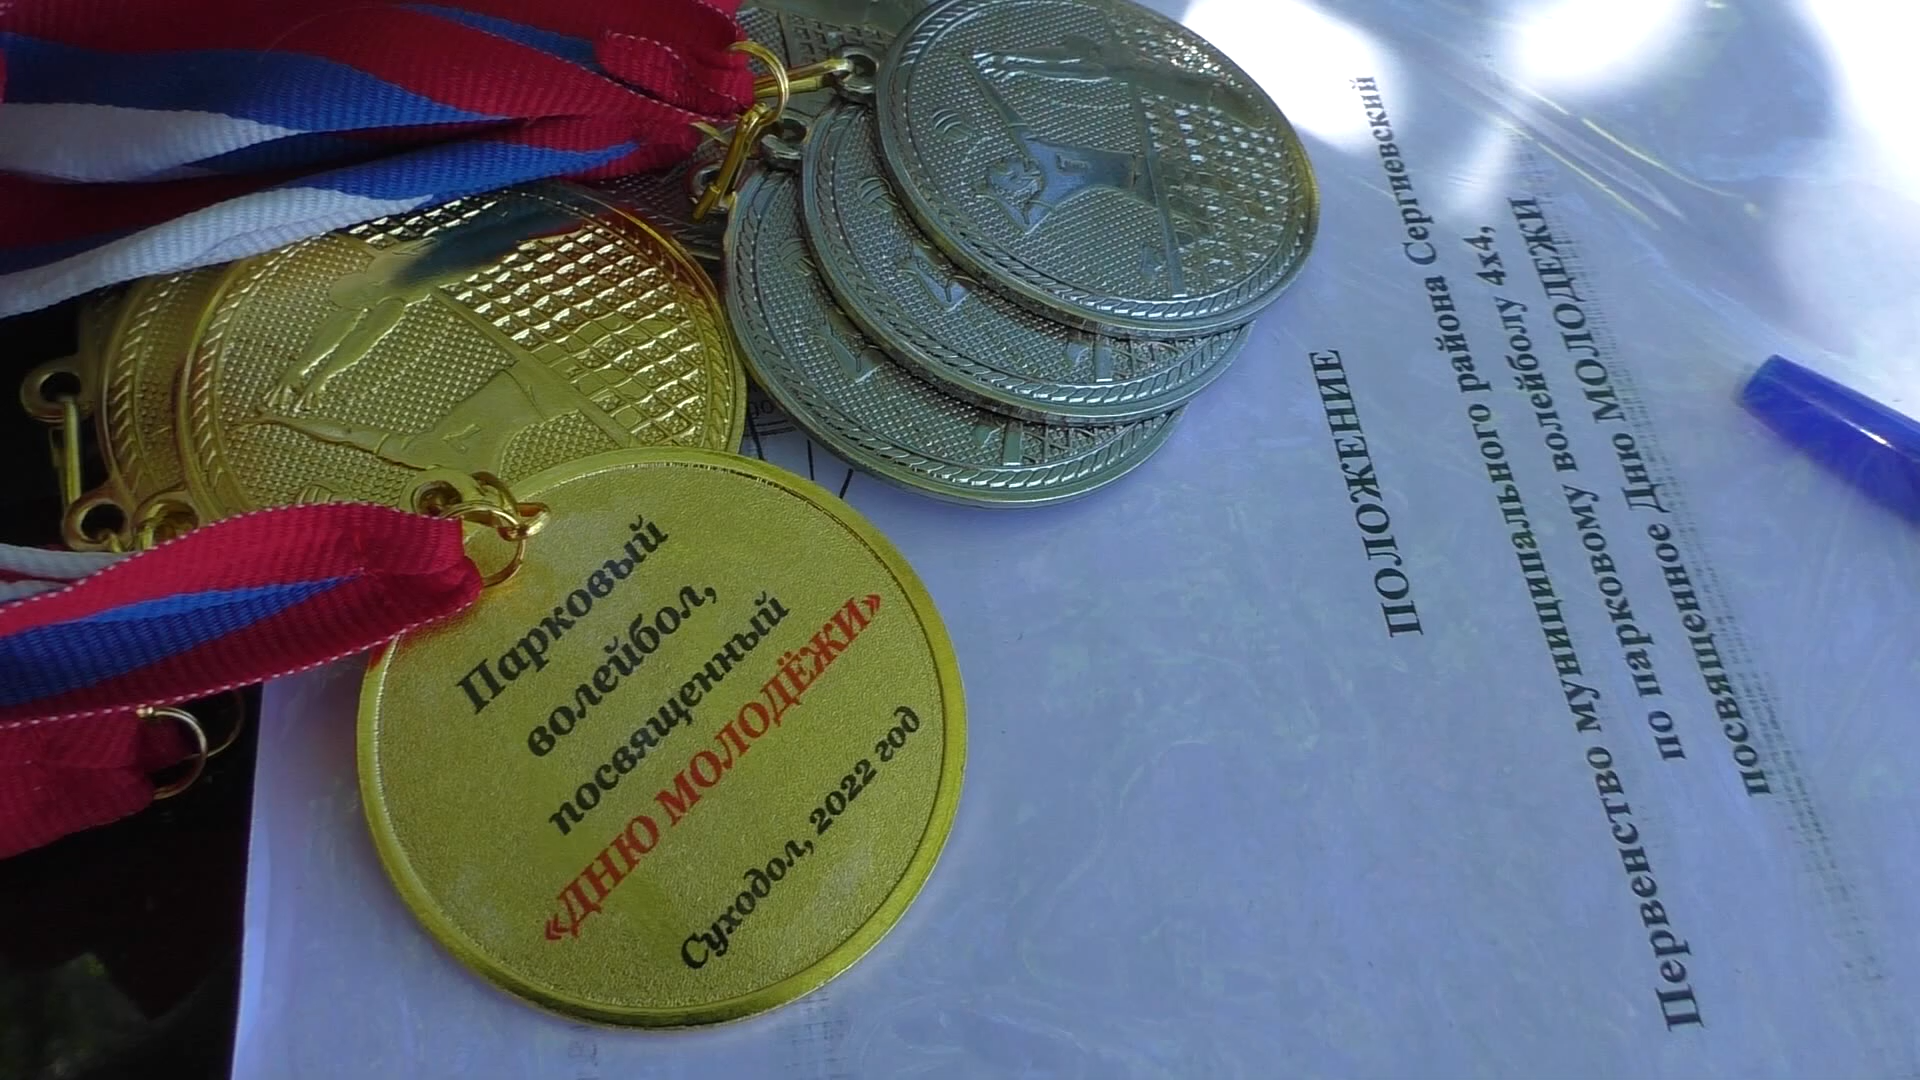 Парковый
волейбол,
посвященный
«ДНЮ МОЛОДЁЖИ»
Суходол, 2022 год
ПОЛОЖЕНИЕ
Первенство муниципального района Сергиевский
по парковому волейболу 4х4,
посвященное Дню МОЛОДЕЖИ